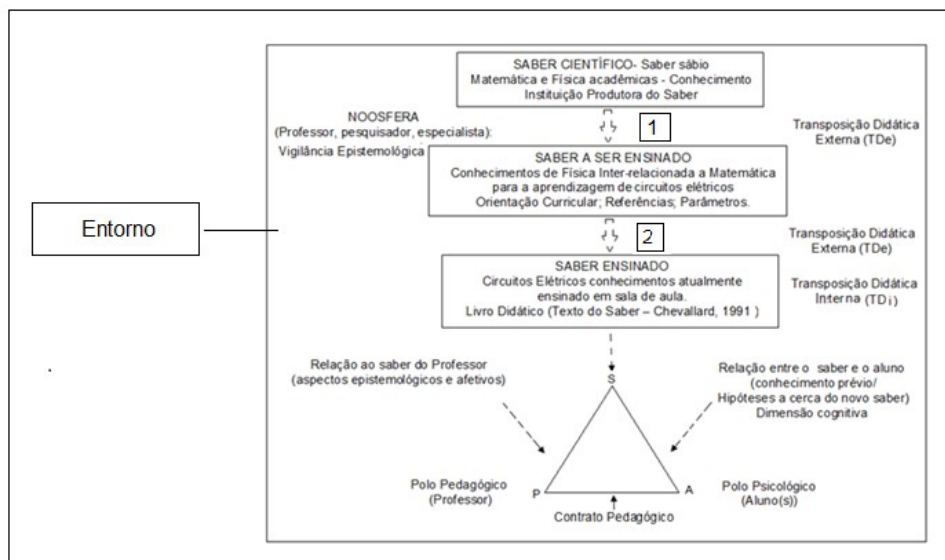 SABER CIENTÍFICO- Saber sábio
Matemática e Física acadêmicas - Conhecimento
Instituição Produtora do Saber
NOOSFERA
(Professor, pesquisador, especialista):
Vigilância Epistemológica
1
Transposição Didática
Externa (TDe)
SABER A SER ENSINADO
Conhecimentos de Física Inter-relacionada a Matemática
para a aprendizagem de circuitos elétricos
Orientação Curricular; Referências; Parâmetros.
Entorno
2
Transposição Didática
Externa (TDe)
SABER ENSINADO
Circuitos Elétricos conhecimentos atualmente
ensinado em sala de aula.
Livro Didático (Texto do Saber – Chevallard, 1991 )
Transposição Didática
Interna (TDi)
Relação ao saber do Professor
(aspectos epistemológicos e afetivos)
S
Relação entre o saber e o aluno
(conhecimento prévio/
Hipóteses a cerca do novo saber)
Dimensão cognitiva
Polo Pedagógico
(Professor)
P
A
Polo Psicológico
(Aluno(s))
Contrato Pedagógico